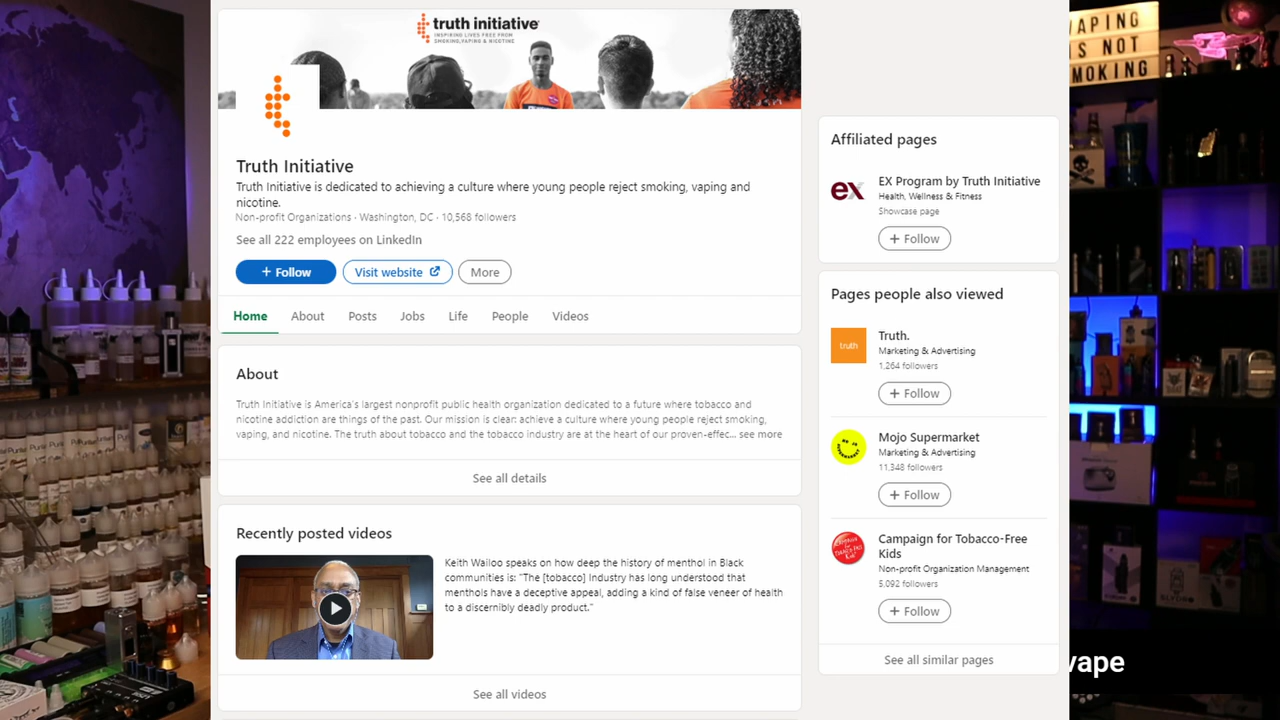 truth initiative
INSPIRING LIVES FREE FROM
SMOKING, VAPING & NICOTINE
Truth Initiative
Truth Initiative is dedicated to achieving a culture where young people reject smoking, vaping and
nicotine.
Non-profit Organizations · Washington, DC · 10,568 followers
See all 222 employees on LinkedIn
+ Follow
Visit website
More
Home
About
Posts
Jobs
Life
People
Videos
About
Truth Initiative is America's largest nonprofit public health organization dedicated to a future where tobacco and
nicotine addiction are things of the past. Our mission is clear: achieve a culture where young people reject smoking,
vaping, and nicotine. The truth about tobacco and the tobacco industry are at the heart of our proven-effec... see more
See all details
Recently posted videos
Keith Wailoo speaks on how deep the history of menthol in Black
communities is: "The [tobacco] Industry has long understood that
menthols have a deceptive appeal, adding a kind of false veneer of health
to a discernibly deadly product."
See all videos
Affiliated pages
ex
EX Program by Truth Initiative
Health, Wellness & Fitness
Showcase page
+ Follow
Pages people also viewed
truth
Truth.
Marketing & Advertising
1,264 followers
+ Follow
Mojo Supermarket
Marketing & Advertising
11,348 followers
+ Follow
Campaign for Tobacco-Free
Kids
Non-profit Organization Management
5,092 followers
+ Follow
See all similar pages
VAPING
IS NOT
SMOKING
vape